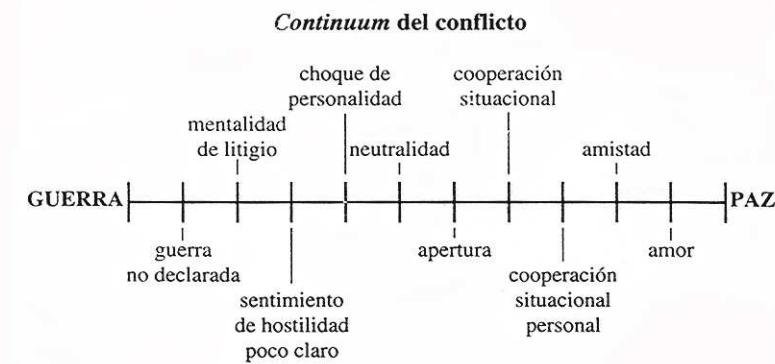 Continuum del conflicto
choque de
personalidad
cooperación
situacional
mentalidad
de litigio
neutralidad
amistad
GUERRA
PAZ
guerra
no declarada
apertura
amor
sentimiento
de hostilidad
poco claro
cooperación
situacional
personal